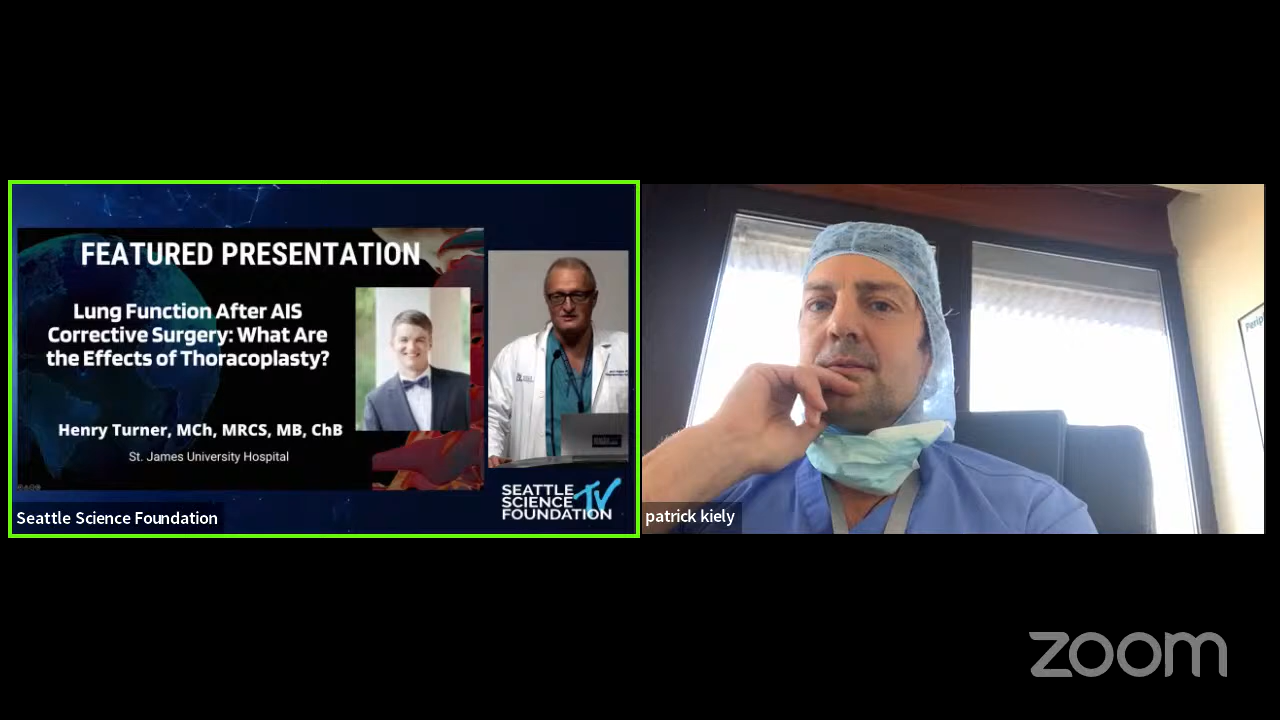 FEATURED PRESENTATION
Lung Function After AIS
Corrective Surgery: What Are
the Effects of Thoracoplasty?
Henry Turner, MCh, MRCS, MB, ChB
St. James University Hospital
SEATTLE
SCIENCE TV
FOUNDATION
Seattle Science Foundation
patrick kiely
Perip
zoom